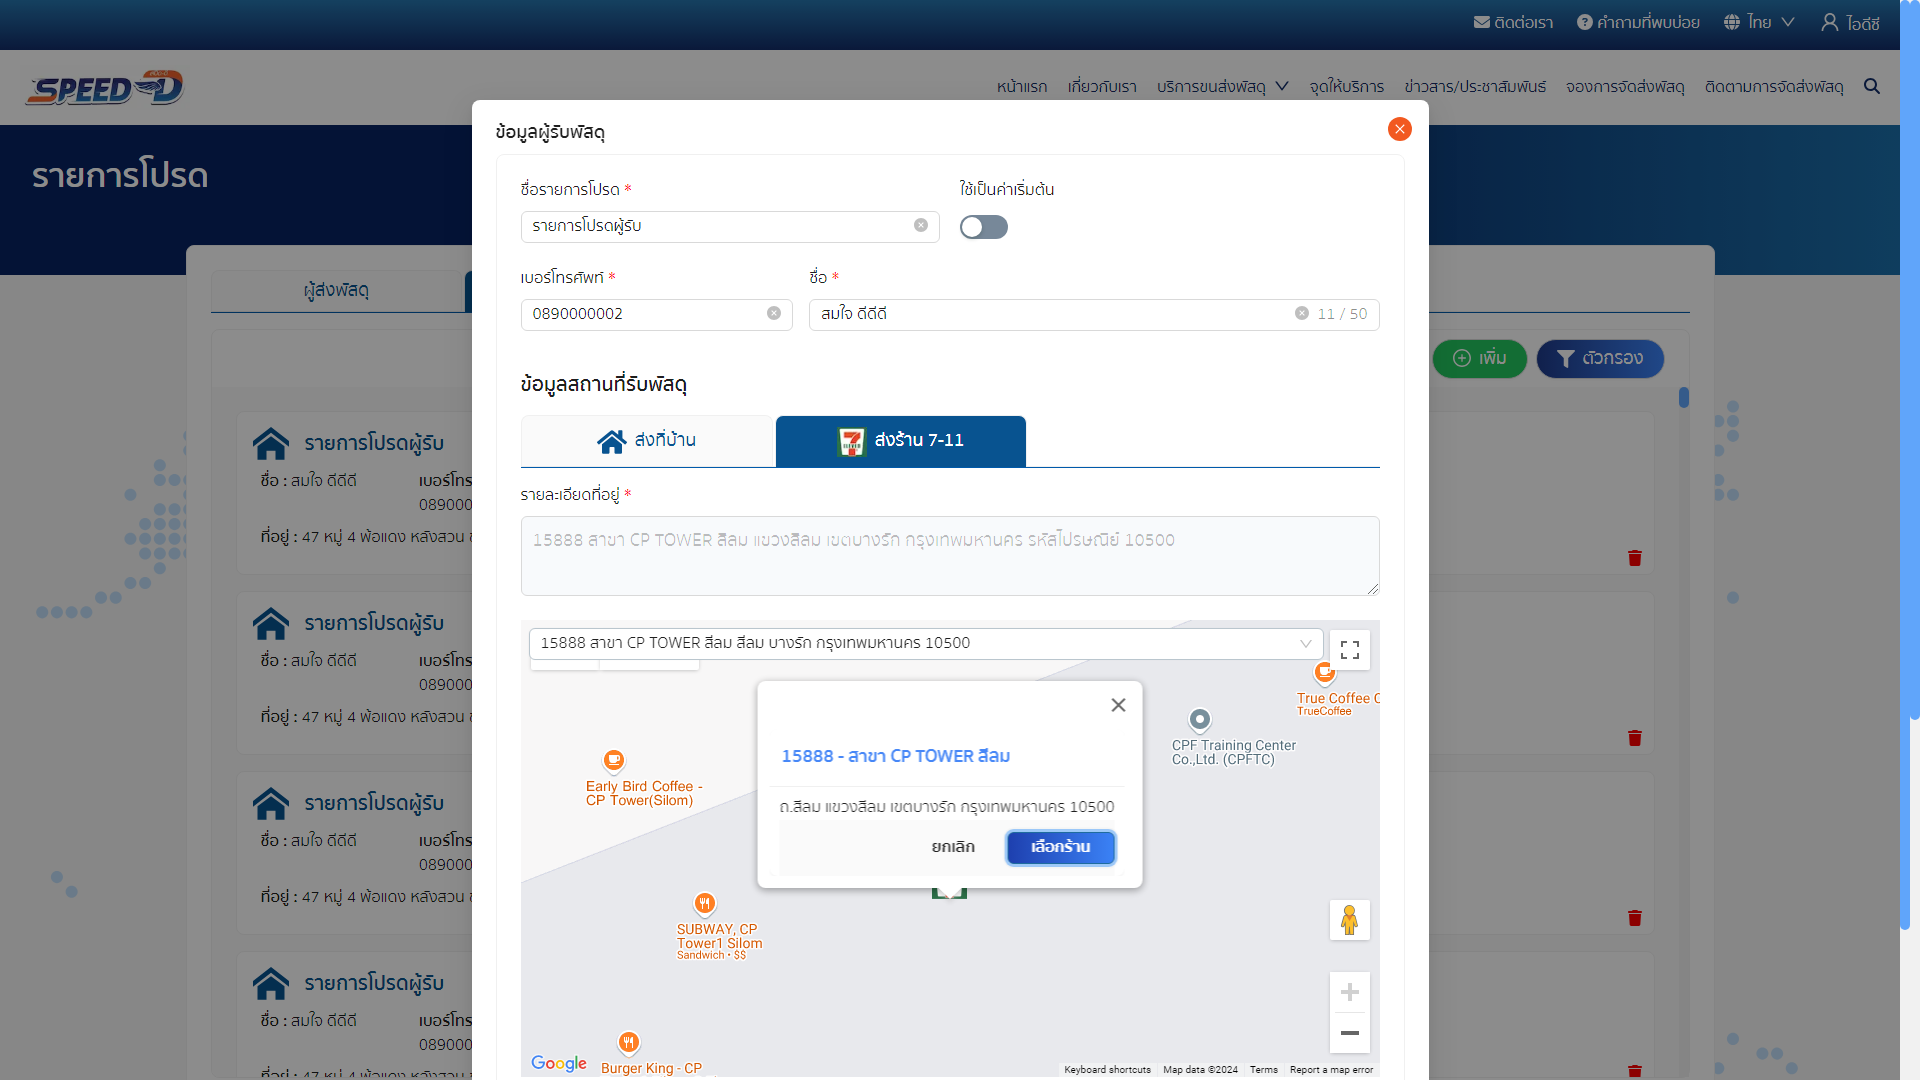 ติดต่อเรา
คำถามที่พบบ่อย
ไทย
ไอดีซี
SPEED-D
หน้าแรก
เกี่ยวกับเรา
บริการขนส่งพัสดุ
จุดให้บริการ
ข่าวสาร/ประชาสัมพันธ์
จองการจัดส่งพัสดุ
ติดตามการจัดส่งพัสดุ
รายการโปรด
ผู้ส่งพัสดุ
เพิ่ม
ตัวกรอง
รายการโปรดผู้รับ
ชื่อ : สมใจ ดีดีดี
เบอร์โทร
089000
ที่อยู่ : 47 หมู่ 4 พ้อแดง หลังสวน
รายการโปรดผู้รับ
ชื่อ : สมใจ ดีดีดี
เบอร์โทร
089000
ที่อยู่ : 47 หมู่ 4 พ้อแดง หลังสวน
รายการโปรดผู้รับ
ชื่อ : สมใจ ดีดีดี
เบอร์โทร
089000
ที่อยู่ : 47 หมู่ 4 พ้อแดง หลังสวน
รายการโปรดผู้รับ
ชื่อ : สมใจ ดีดีดี
เบอร์โทร
089000
ที่อยู่ : 47 หมู่ 4 พ้อแดง หลังสวน
ข้อมูลผู้รับพัสดุ
ชื่อรายการโปรด *
ใช้เป็นค่าเริ่มต้น
รายการโปรดผู้รับ
เบอร์โทรศัพท์ *
ชื่อ *
0890000002
สมใจ ดีดีดี
11 / 50
ข้อมูลสถานที่รับพัสดุ
ส่งที่บ้าน
ส่งร้าน 7-11
รายละเอียดที่อยู่ *
15888 สาขา CP TOWER สีลม แขวงสีลม เขตบางรัก กรุงเทพมหานคร รหัสไปรษณีย์ 10500
15888 สาขา CP TOWER สีลม สีลม บางรัก กรุงเทพมหานคร 10500
True Coffee C
TrueCoffee
CPF Training Center
Co.,Ltd. (CPFTC)
Early Bird Coffee -
CP Tower(Silom)
15888 - สาขา CP TOWER สีลม
ถ.สีลม แขวงสีลม เขตบางรัก กรุงเทพมหานคร 10500
ยกเลิก
เลือกร้าน
SUBWAY, CP
Tower1 Silom
Sandwich • $$
Burger King - CP
Google
Keyboard shortcuts
Map data ©2024
Terms
Report a map error